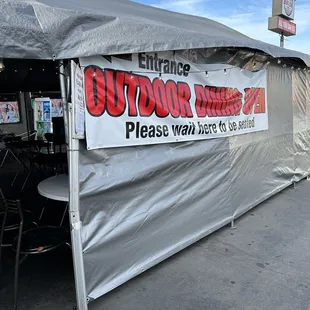 Entrance
OUTDOOR DINING OPEN
Please wait here to be seated